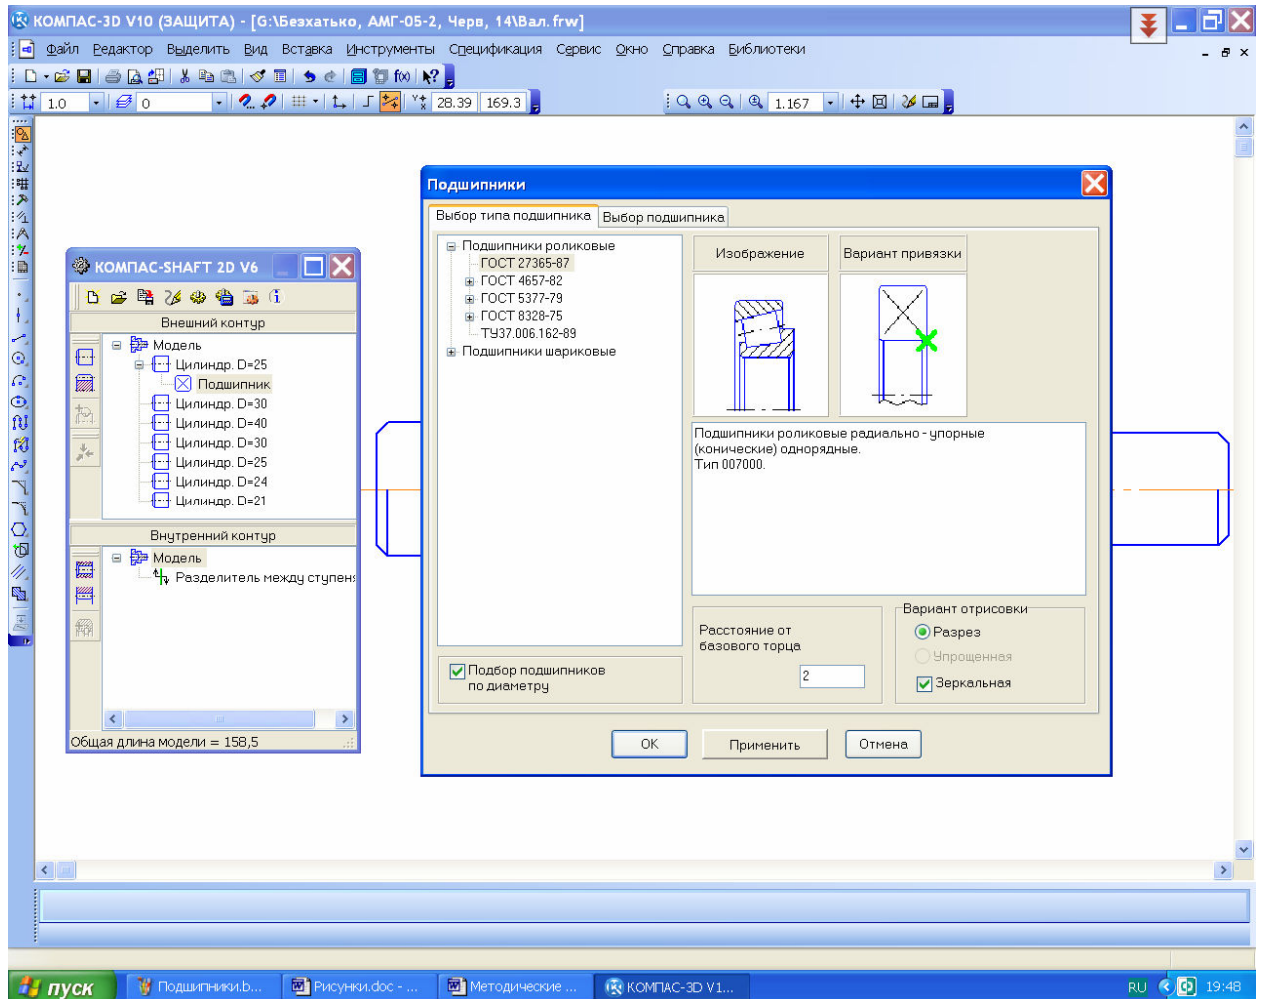 КОМПАС-3D V10 (ЗАЩИТА) - [G:\Безхатько, АМГ-05-2, Черв, 14\Вал.frw]
Файл Редактор Выделить Вид Вставка Инструменты Спецификация Сервис Окно Справка Библиотеки
1.0 0 28.39 169.3 1.167
Подшипники
Выбор типа подшипника Выбор подшипника
Подшипники роликовые
ГОСТ 27365-87
ГОСТ 4657-82
ГОСТ 5377-79
ГОСТ 8328-75
ТУ37.006.162-89
Подшипники шариковые
Изображение
Вариант привязки
Подшипники роликовые радиально - упорные
(конические) однорядные.
Тип 007000.
Подбор подшипников
по диаметру
Расстояние от
базового торца
2
Вариант отрисовки
Разрез
Упрощенная
Зеркальная
OK Применить Отмена
КОМПАС-SHAFT 2D V6
Внешний контур
Модель
Цилиндр. D=25
Подшипник
Цилиндр. D=30
Цилиндр. D=40
Цилиндр. D=30
Цилиндр. D=25
Цилиндр. D=24
Цилиндр. D=21
Внутренний контур
Модель
Разделитель между ступеня
Общая длина модели = 158,5
пуск Подшипники.b... Рисунки.doc - ... Методические ... КОМПАС-3D V1... RU 19:48